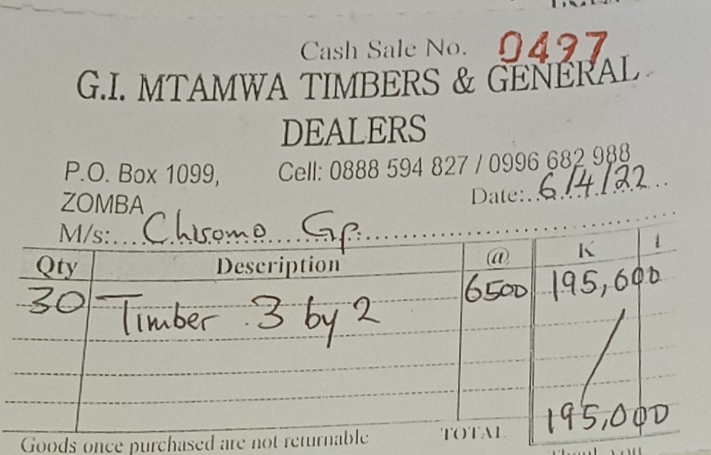 Cash Sale No. 0497
G.I. MTAMWA TIMBERS & GENERAL
DEALERS
P.O. Box 1099, Cell: 0888 594 827 / 0996 682 988
ZOMBA Date: 6/4/22
M/s: Chisomo Gp.
Qty Description @ K t
30 Timber 3 by 2 6500 195,600
195,000
Goods once purchased are not returnable TOTAL